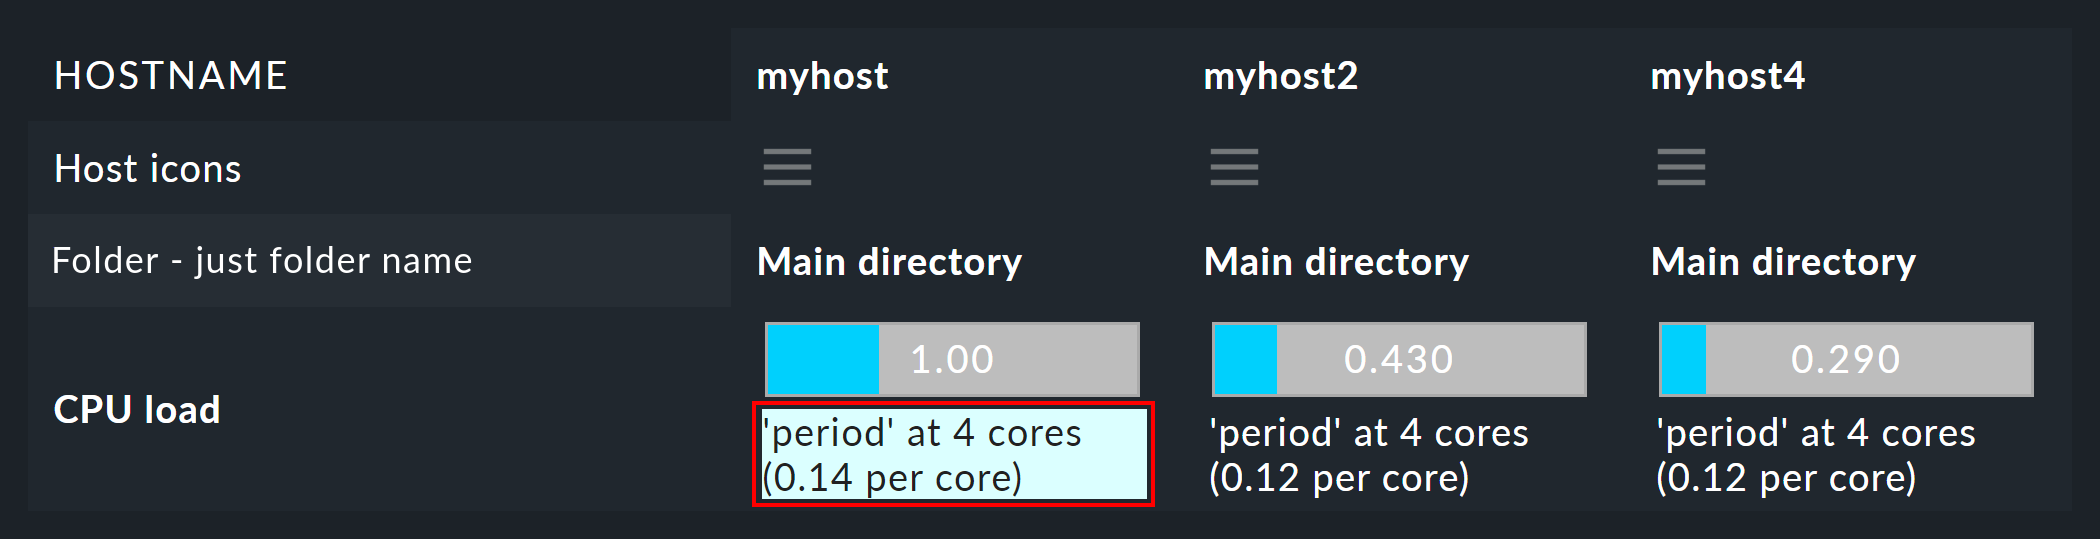 HOSTNAME myhost myhost2 myhost4
Host icons
Folder - just folder name Main directory Main directory Main directory
CPU load
1.00 0.430 0.290
'period' at 4 cores 'period' at 4 cores 'period' at 4 cores
(0.14 per core) (0.12 per core) (0.12 per core)